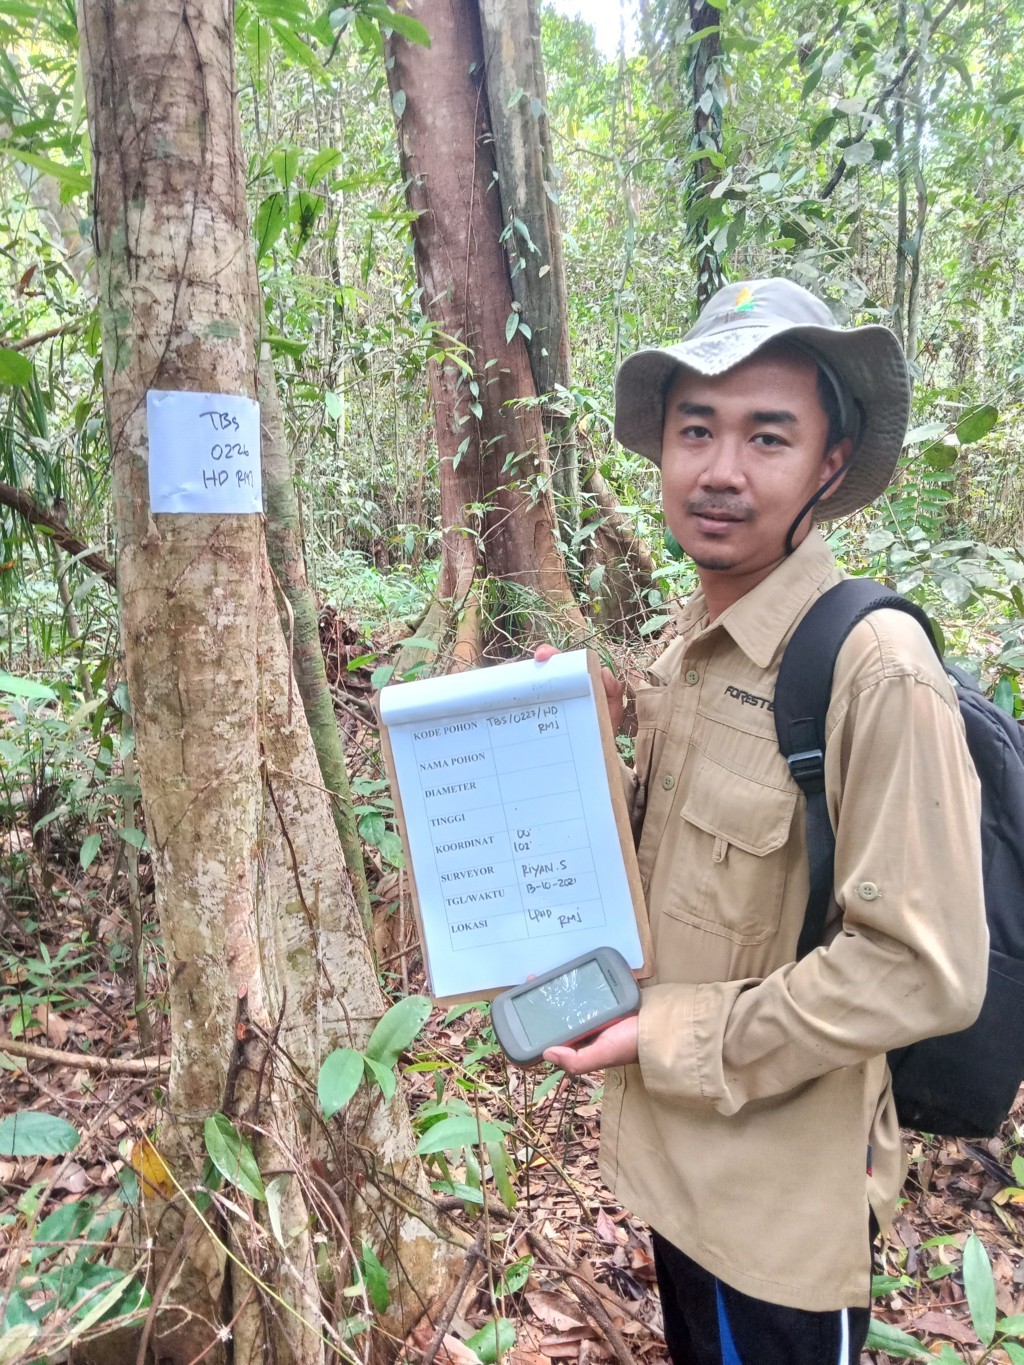 TBS
0226
HD RMJ
FORESTER
KODE POHON TBS/0227/HD
RMJ
NAMA POHON
DIAMETER
TINGGI
KOORDINAT 00°
102°
SURVEYOR RIYAN.S
TGL/WAKTU 13-10-2021
LOKASI LPHD
RMJ